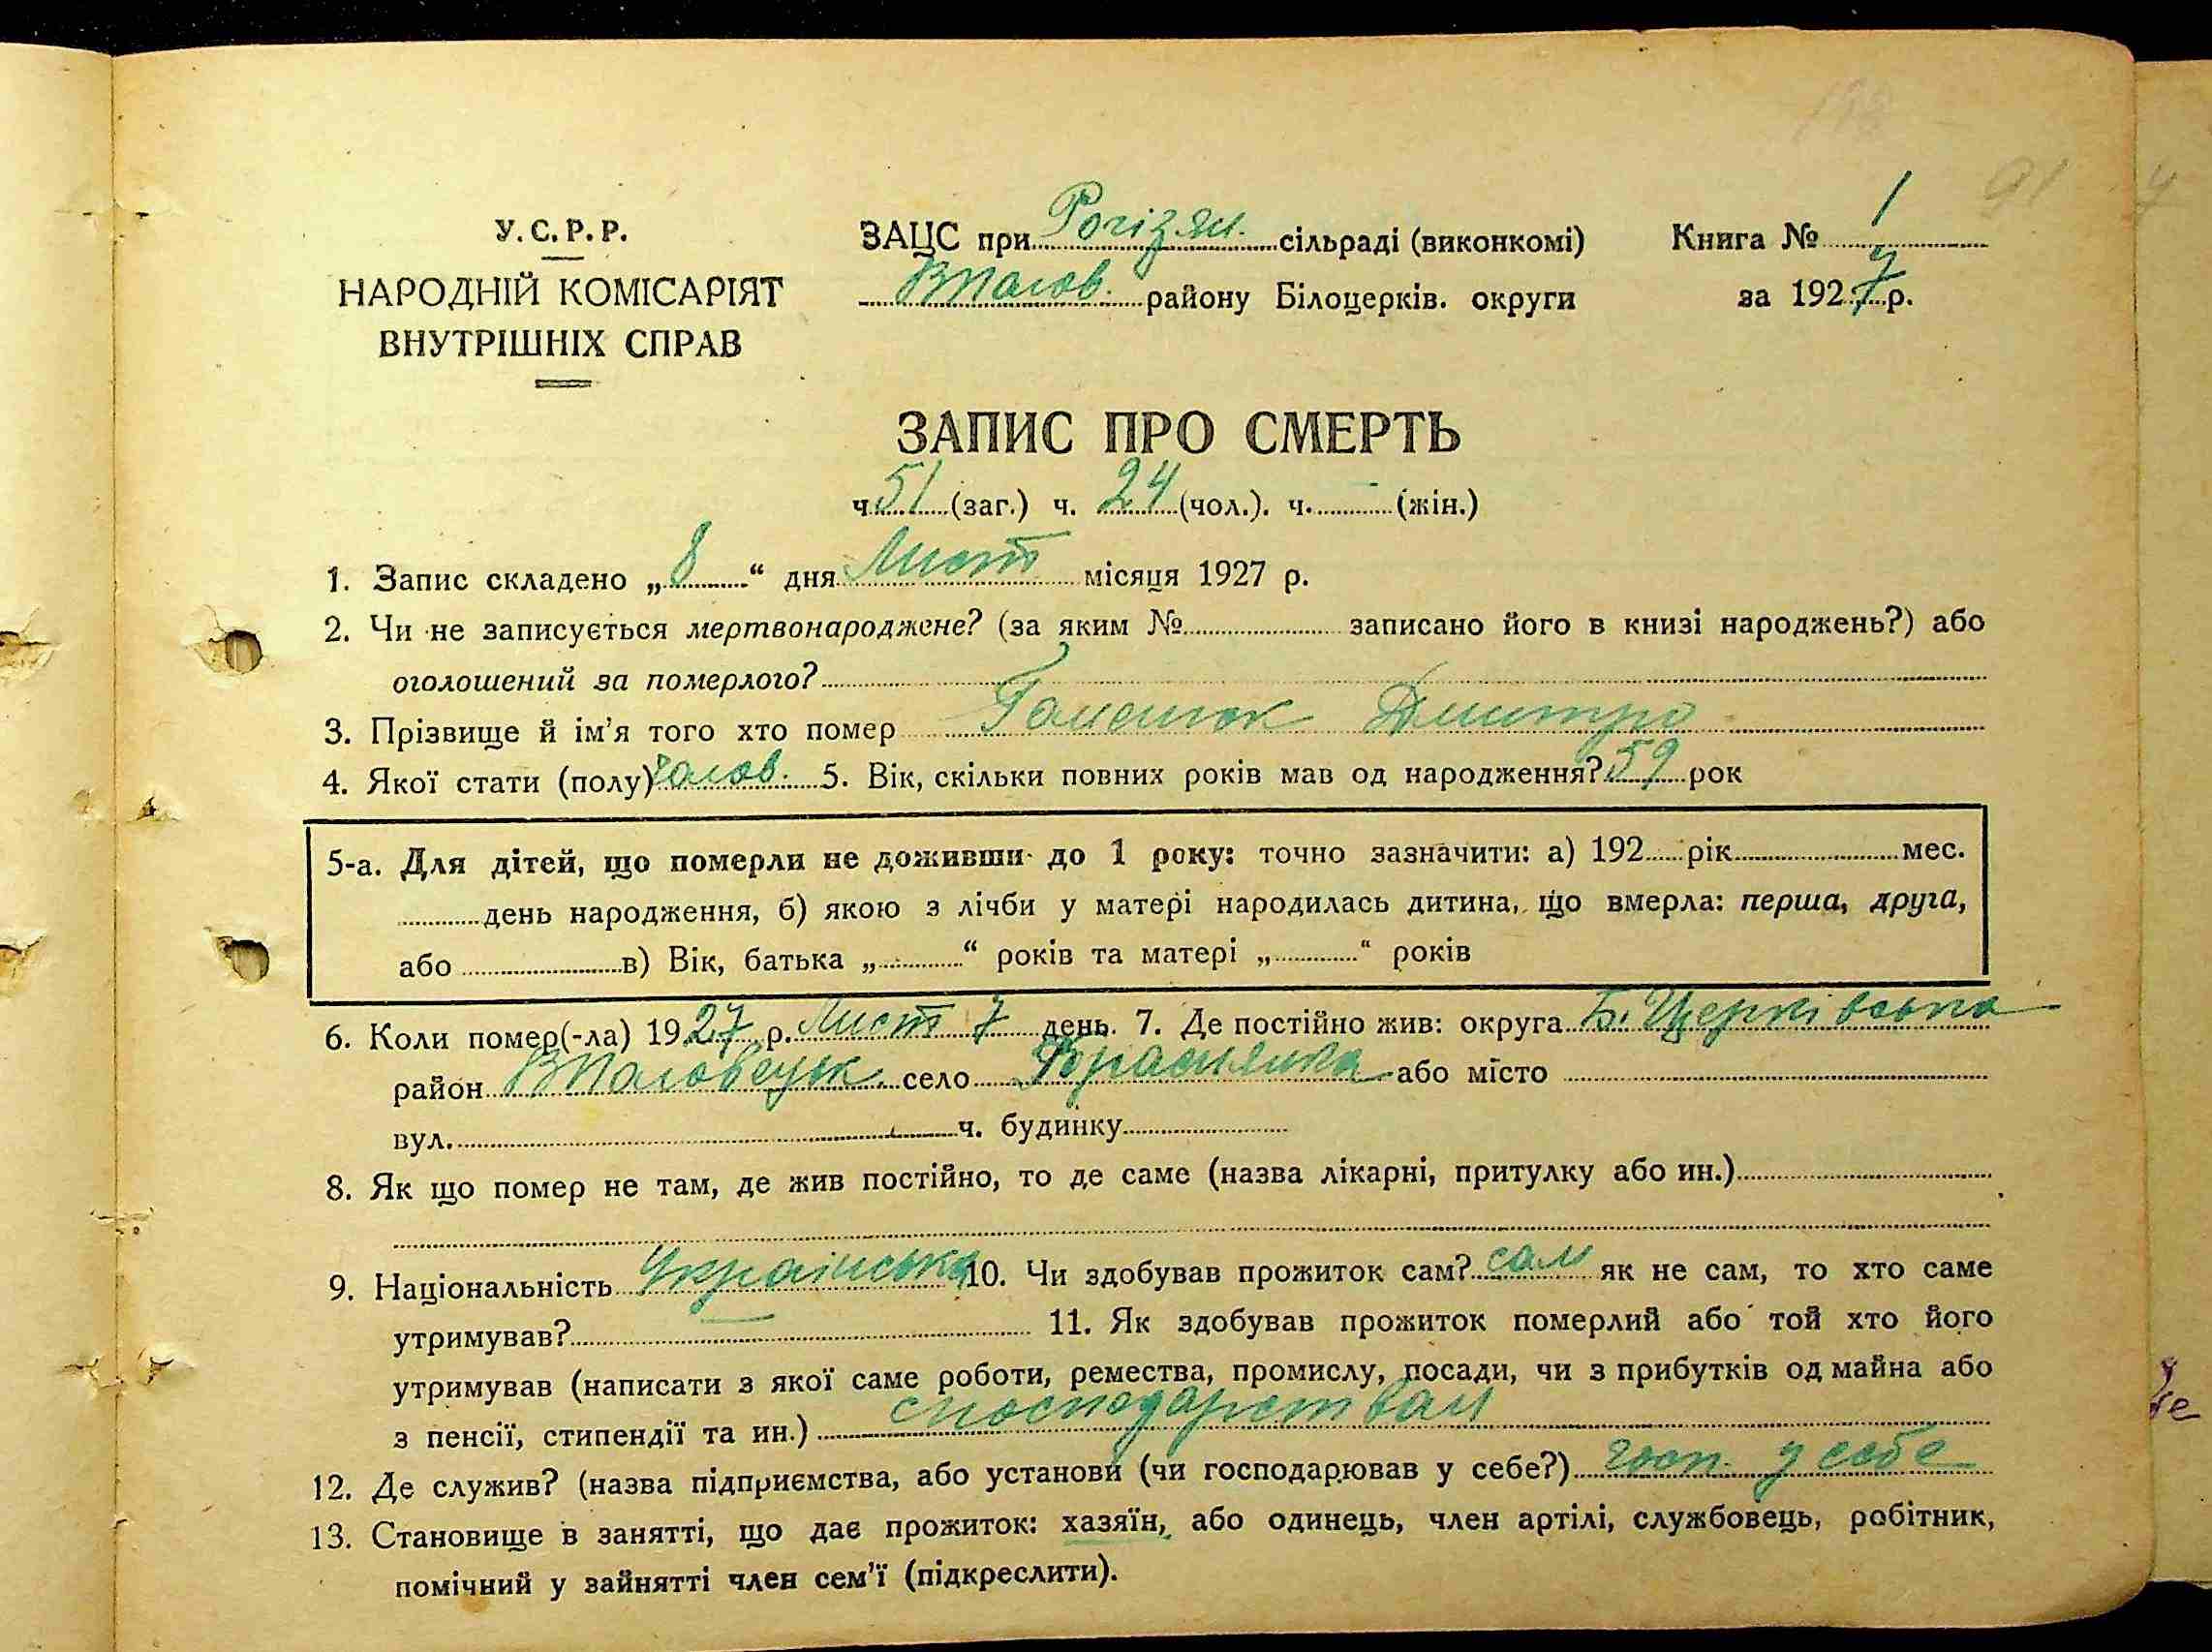 У.С.Р.Р.
НАРОДНІЙ КОМІСАРІЯТ
ВНУТРІШНІХ СПРАВ
ЗАЦС при Рогізян. сільраді (виконкомі)
району Білоцерків. округи
Книга № 1
за 1927 р.
ЗАПИС ПРО СМЕРТЬ
ч 51 (заг.) ч. 24 (чол.). ч. - (жін.)
1. Запис складено „8“ дня Лист місяця 1927 р.
2. Чи не записується мертвонароджене? (за яким № записано його в книзі народжень?) або
оголошений за померлого?
3. Прізвище й ім’я того хто помер Дмитро
4. Якої стати (полу) чолов. 5. Вік, скільки повних років мав од народження? 59 рок
5-а. Для дітей, що померли не доживши до 1 року: точно зазначити: а) 192 рік мес.
день народження, б) якою з лічби у матері народилась дитина, що вмерла: перша, друга,
або в) Вік, батька „ “ років та матері „ “ років
6. Коли помер(-ла) 1927 р. Лист 7 день. 7. Де постійно жив: округа Б. Церківська
район село або місто
вул. ч. будинку
8. Як що помер не там, де жив постійно, то де саме (назва лікарні, притулку або ин.)
9. Національність Українська 10. Чи здобував прожиток сам? сам як не сам, то хто саме
утримував? 11. Як здобував прожиток померлий або той хто його
утримував (написати з якої саме роботи, ремества, промислу, посади, чи з прибутків од майна або
з пенсії, стипендії та ин.)
12. Де служив? (назва підприємства, або установи (чи господарював у себе?) госп. у себе
13. Становище в занятті, що дає прожиток: хазяїн, або одинець, член артілі, службовець, робітник,
помічний у зайнятті член сем’ї (підкреслити).